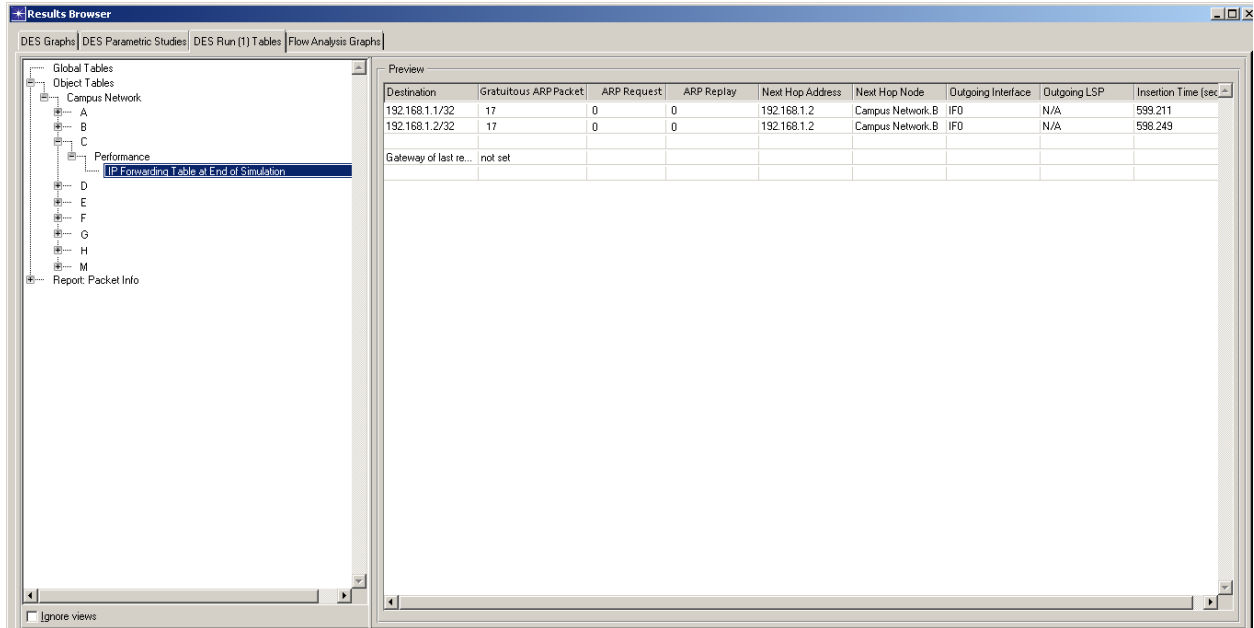 Results Browser
DES Graphs DES Parametric Studies DES Run (1) Tables Flow Analysis Graphs
Global Tables
Object Tables
Campus Network
A
B
C
Performance
IP Forwarding Table at End of Simulation
D
E
F
G
H
M
Report: Packet Info
Ignore views
Preview
Destination Gratuitous ARP Packet ARP Request ARP Replay Next Hop Address Next Hop Node Outgoing Interface Outgoing LSP Insertion Time (sec
192.168.1.1/32 17 0 0 192.168.1.2 Campus Network.B IF0 N/A 599.211
192.168.1.2/32 17 0 0 192.168.1.2 Campus Network.B IF0 N/A 598.249
Gateway of last re... not set